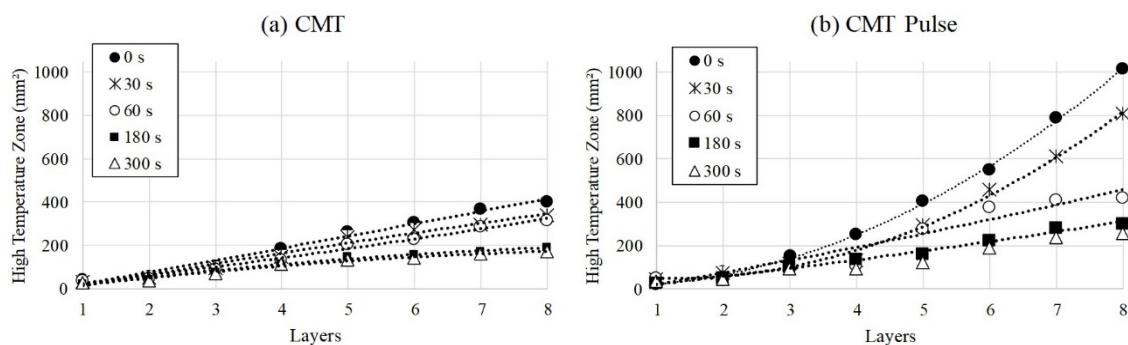 (a) CMT
High Temperature Zone (mm²)
1000
800
600
400
200
0
0 s
30 s
60 s
180 s
300 s
1 2 3 4 5 6 7 8
Layers
(b) CMT Pulse
High Temperature Zone (mm²)
1000
800
600
400
200
0
0 s
30 s
60 s
180 s
300 s
1 2 3 4 5 6 7 8
Layers